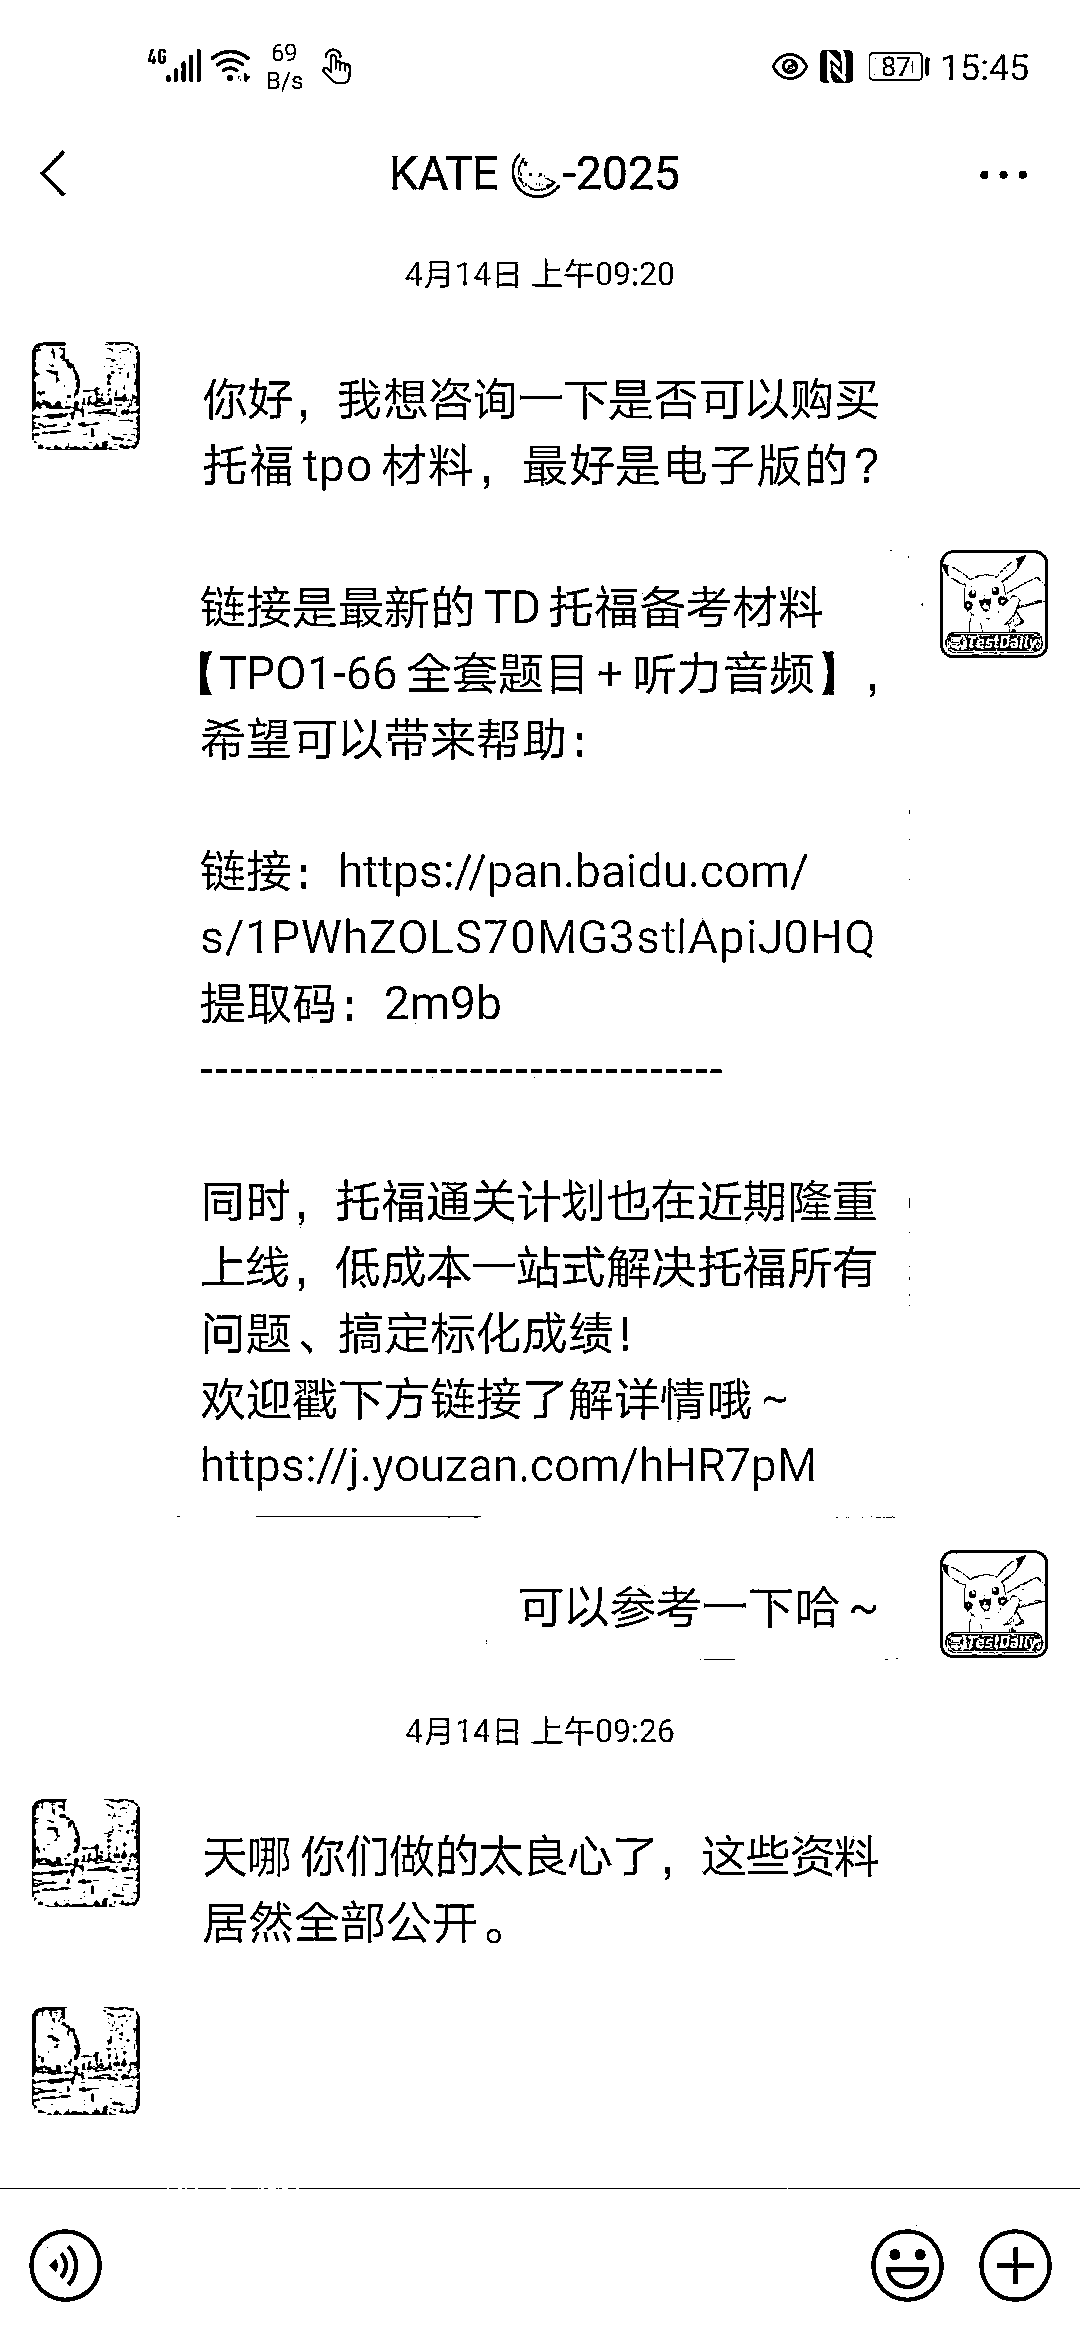 4G
69
B/s
87
15:45
KATE -2025
4月14日 上午09:20
你好，我想咨询一下是否可以购买
托福 tpo 材料，最好是电子版的？
链接是最新的 TD 托福备考材料
【TPO1-66 全套题目 + 听力音频】，
希望可以带来帮助：
链接：https://pan.baidu.com/
s/1PWhZOLS70MG3stlApiJ0HQ
提取码：2m9b
-----------------------------------
同时，托福通关计划也在近期隆重
上线，低成本一站式解决托福所有
问题、搞定标化成绩！
欢迎戳下方链接了解详情哦～
https://j.youzan.com/hHR7pM
TestDaily
可以参考一下哈～
TestDaily
4月14日 上午09:26
天哪 你们做的太良心了，这些资料
居然全部公开。